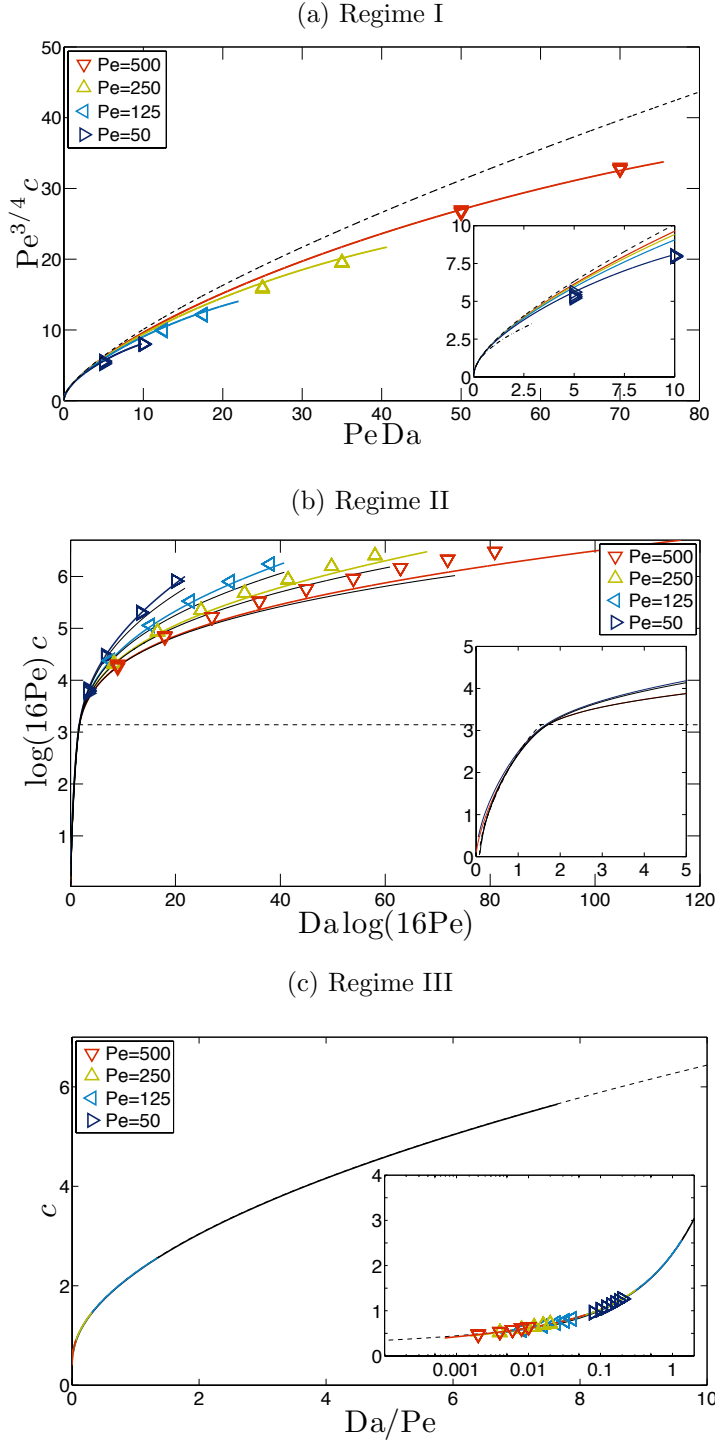 (a) Regime I
50
40
30
20
10
0
Pe=500
Pe=250
Pe=125
Pe=50
Pe^{3/4} c
10
7.5
5
2.5
0
0 2.5 5 7.5 10
0 10 20 30 40 50 60 70 80
PeDa
(b) Regime II
6
5
4
3
2
1
Pe=500
Pe=250
Pe=125
Pe=50
log(16Pe) c
5
4
3
2
1
0
0 1 2 3 4 5
0 20 40 60 80 100 120
Da log(16Pe)
(c) Regime III
6
4
2
0
Pe=500
Pe=250
Pe=125
Pe=50
c
4
3
2
1
0
0.001 0.01 0.1 1
0 2 4 6 8 10
Da/Pe